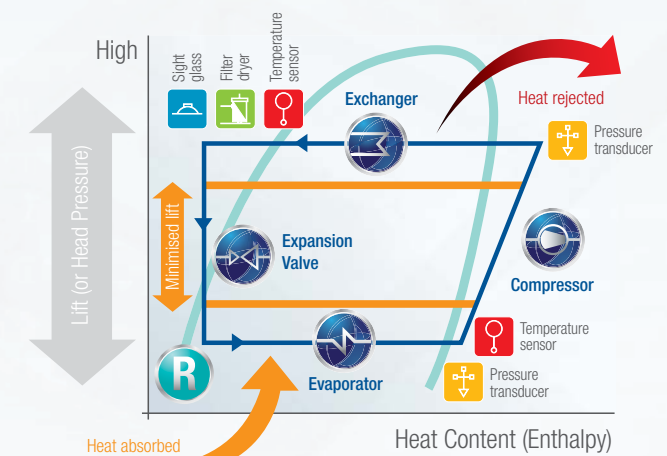 High
Sight
glass
Filter
dryer
Temperature
sensor
Exchanger
Heat rejected
Pressure
transducer
Lift (or Head Pressure)
Minimised lift
Expansion
Valve
Compressor
Temperature
sensor
R
Evaporator
Pressure
transducer
Heat absorbed
Heat Content (Enthalpy)